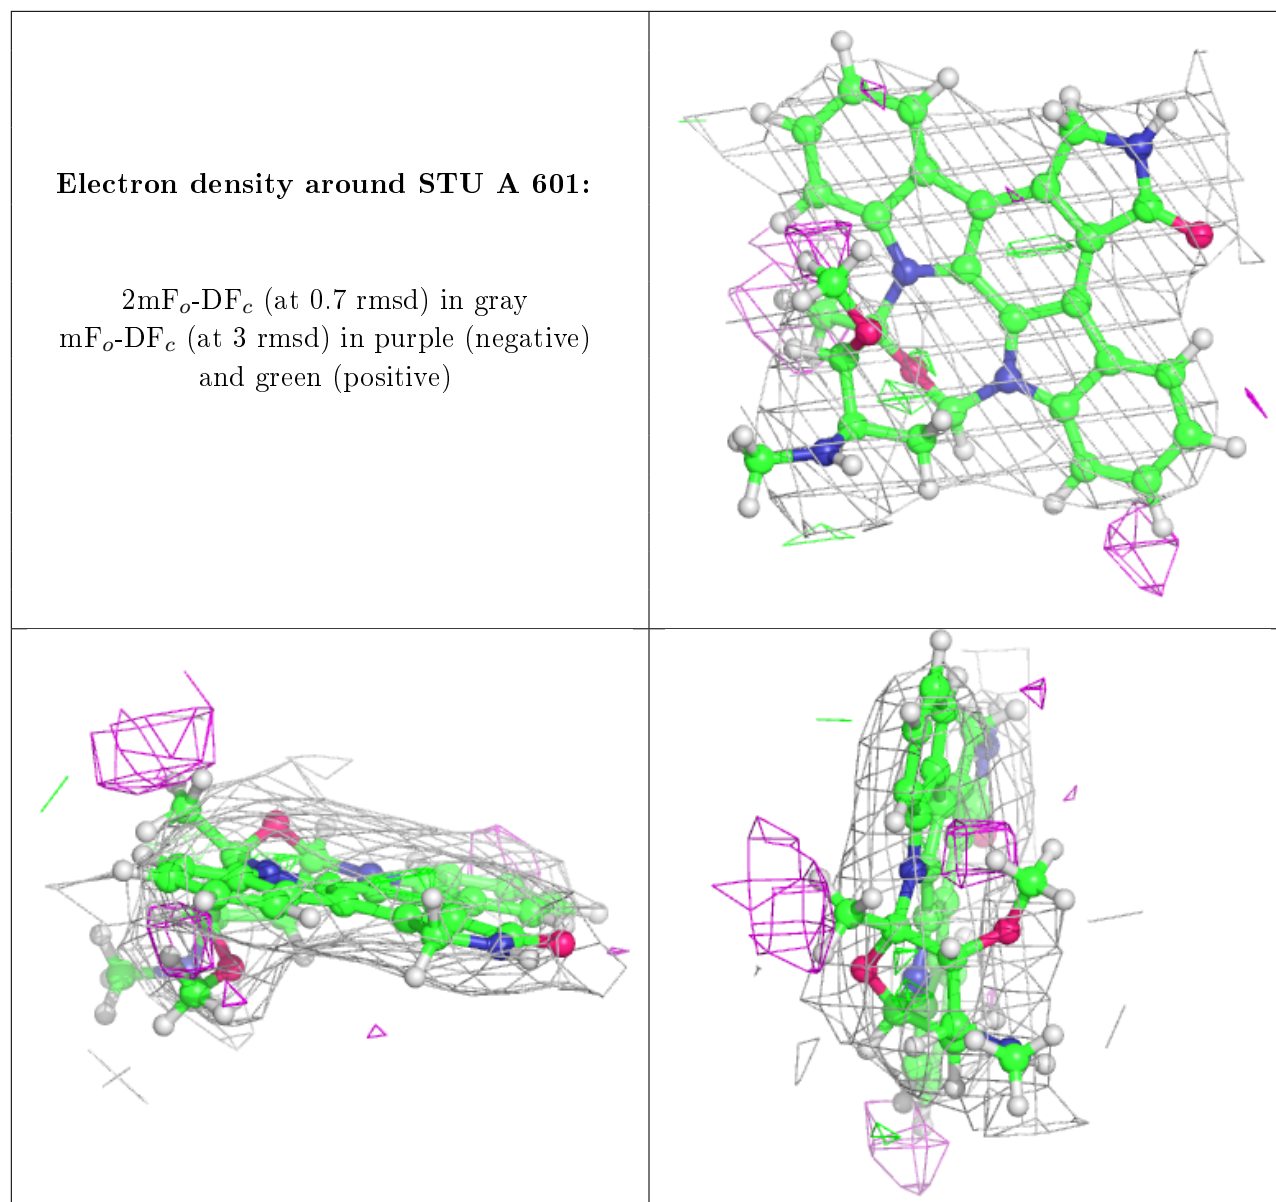 Electron density around STU A 601:
2mFₒ-DF𝒸 (at 0.7 rmsd) in gray
mFₒ-DF𝒸 (at 3 rmsd) in purple (negative)
and green (positive)